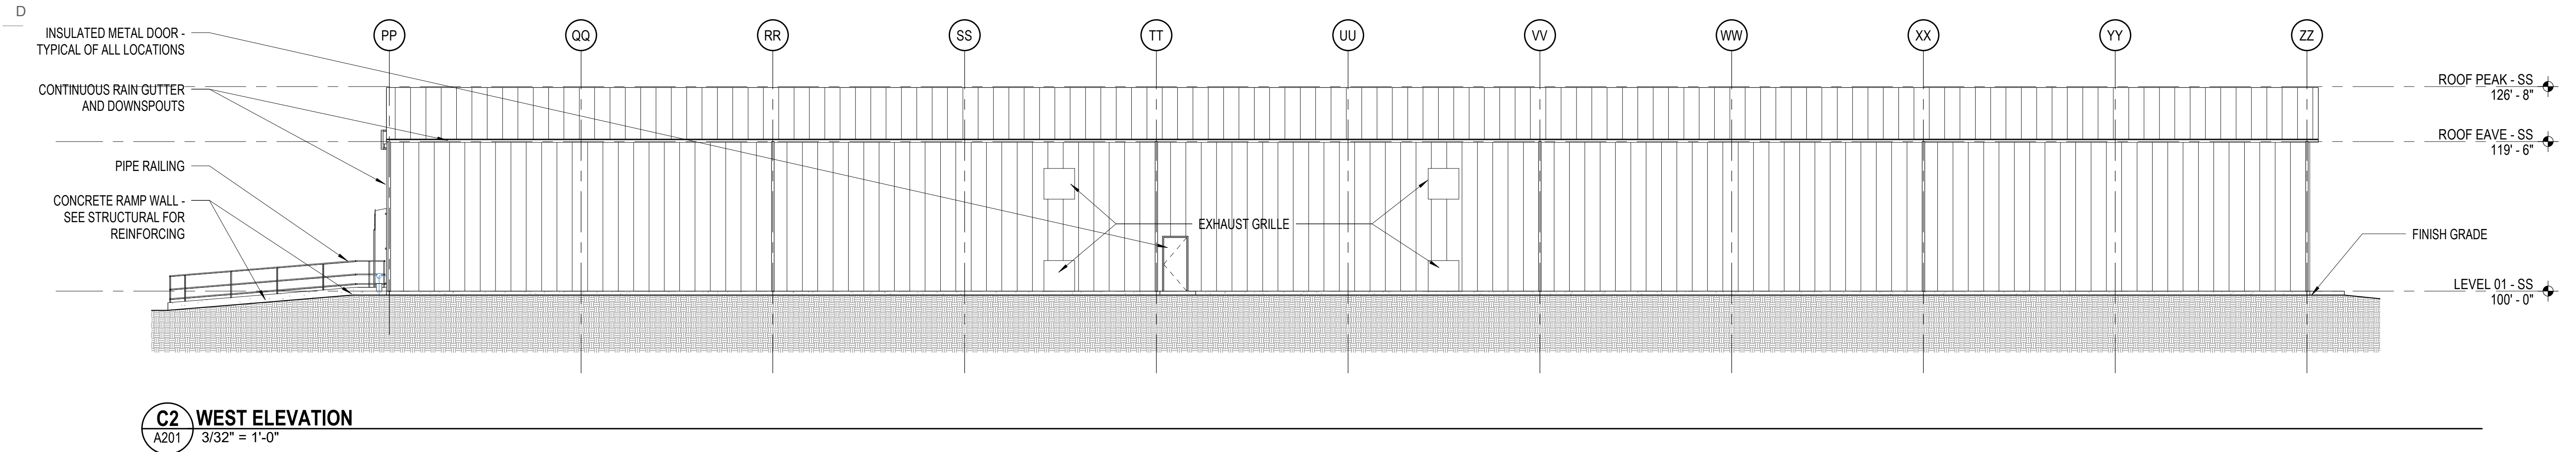 D
PP
QQ
RR
SS
TT
UU
VV
WW
XX
YY
ZZ
INSULATED METAL DOOR -
TYPICAL OF ALL LOCATIONS
CONTINUOUS RAIN GUTTER
AND DOWNSPOUTS
PIPE RAILING
CONCRETE RAMP WALL -
SEE STRUCTURAL FOR
REINFORCING
EXHAUST GRILLE
ROOF PEAK - SS
126' - 8"
ROOF EAVE - SS
119' - 6"
FINISH GRADE
LEVEL 01 - SS
100' - 0"
C2
A201
WEST ELEVATION
3/32" = 1'-0"